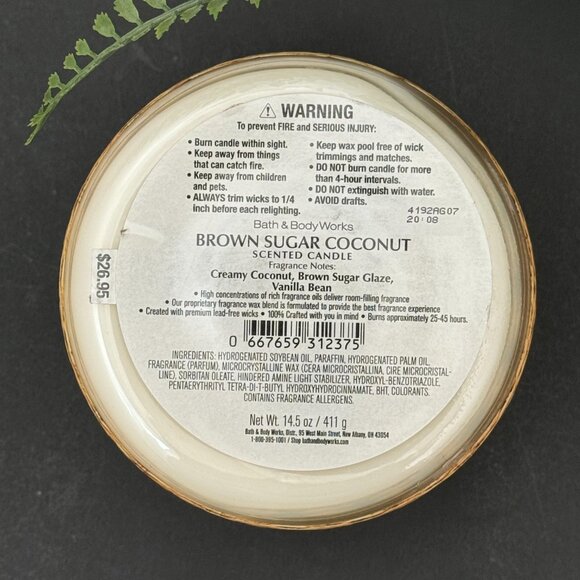 ⚠ WARNING
To prevent FIRE and SERIOUS INJURY:
• Burn candle within sight.
• Keep away from things
that can catch fire.
• Keep away from children
and pets.
• ALWAYS trim wicks to 1/4
inch before each relighting.
• Keep wax pool free of wick
trimmings and matches.
• DO NOT burn candle for more
than 4-hour intervals.
• DO NOT extinguish with water.
• AVOID drafts.
4192AG07
20:08
Bath & Body Works
BROWN SUGAR COCONUT
SCENTED CANDLE
Fragrance Notes:
Creamy Coconut, Brown Sugar Glaze,
Vanilla Bean
• High concentrations of rich fragrance oils deliver room-filling fragrance
• Our proprietary fragrance wax blend is formulated to provide the best fragrance experience
• Created with premium lead-free wicks • 100% Crafted with you in mind • Burns approximately 25-45 hours.
0 667659 312375
INGREDIENTS: HYDROGENATED SOYBEAN OIL, PARAFFIN, HYDROGENATED PALM OIL,
FRAGRANCE (PARFUM), MICROCRYSTALLINE WAX (CERA MICROCRISTALLINA, CIRE MICROCRISTAL-
LINE), SORBITAN OLEATE, HINDERED AMINE LIGHT STABILIZER, HYDROXYL-BENZOTRIAZOLE,
PENTAERYTHRITYL TETRA-DI-T-BUTYL HYDROXYHYDROCINNAMATE, BHT, COLORANTS.
CONTAINS FRAGRANCE ALLERGENS.
Net Wt. 14.5 oz / 411 g
Bath & Body Works, Distr., 95 West Main Street, New Albany, OH 43054
1-800-395-1001 / Shop bathandbodyworks.com
$26.95